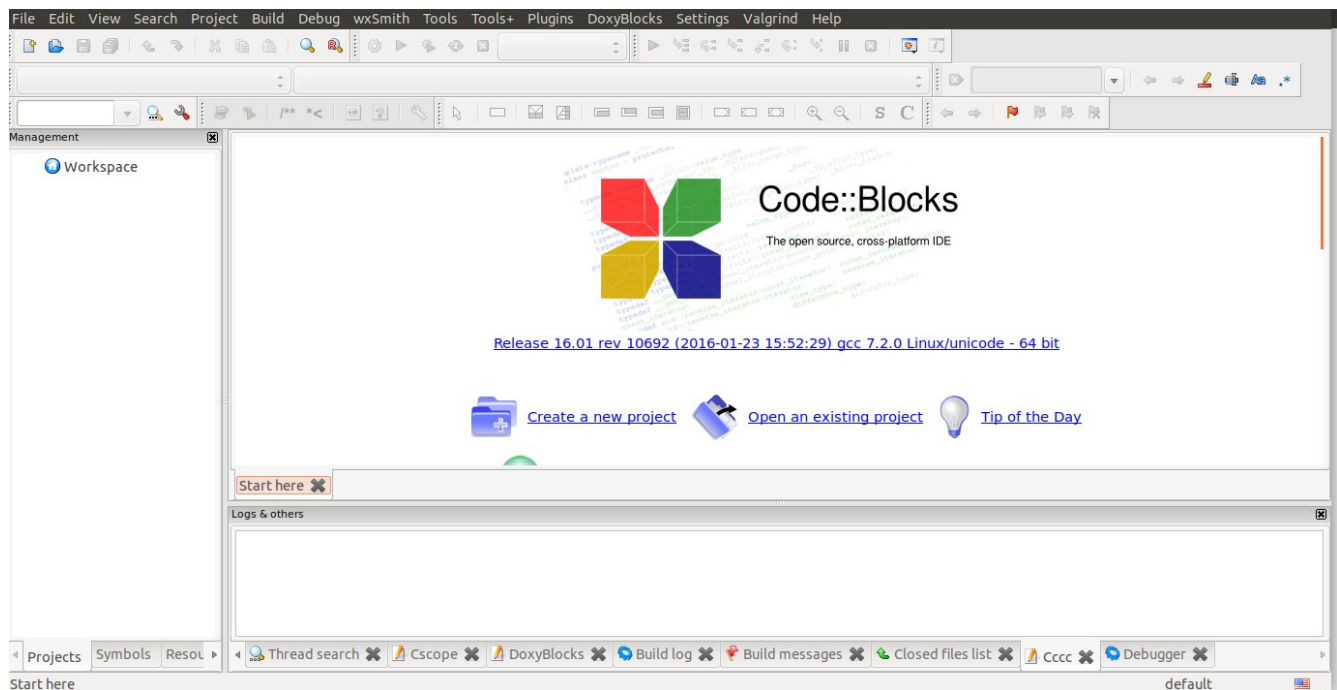 File Edit View Search Project Build Debug wxSmith Tools Tools+ Plugins DoxyBlocks Settings Valgrind Help
Management
Workspace
Code::Blocks
The open source, cross-platform IDE
Release 16.01 rev 10692 (2016-01-23 15:52:29) gcc 7.2.0 Linux/unicode - 64 bit
Create a new project Open an existing project Tip of the Day
Start here
Logs & others
Projects Symbols Resou Thread search Cscope DoxyBlocks Build log Build messages Closed files list Cccc Debugger
Start here default